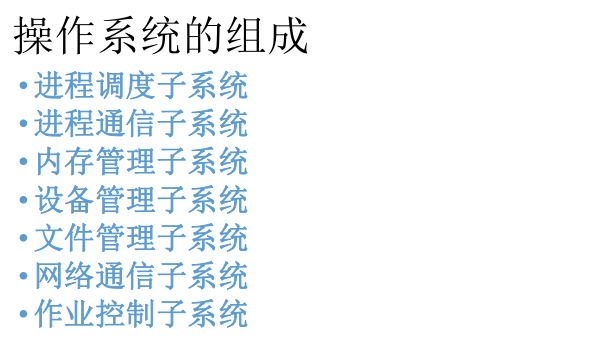 操作系统的组成
•进程调度子系统
•进程通信子系统
•内存管理子系统
•设备管理子系统
•文件管理子系统
•网络通信子系统
•作业控制子系统